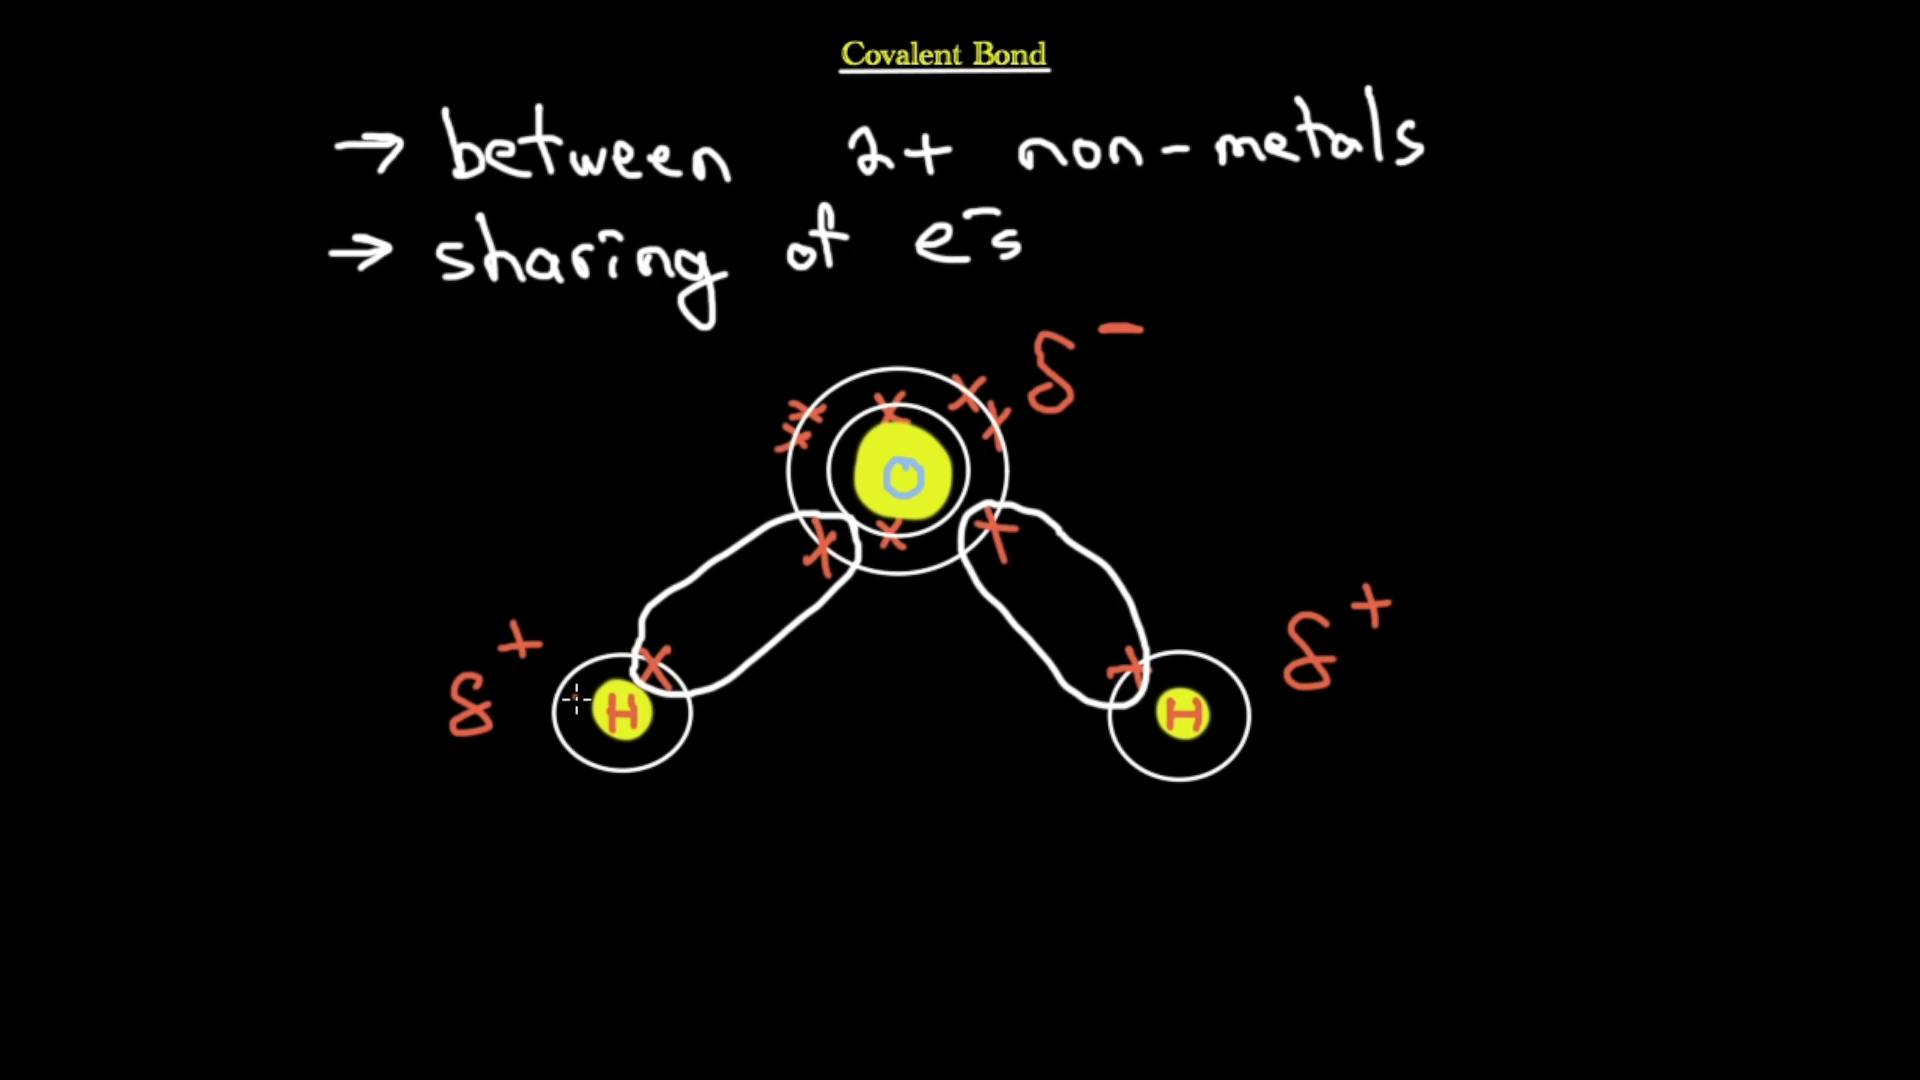 Covalent Bond
→ between 2+ non-metals
→ sharing of e⁻s
δ⁻
O
δ⁺
δ⁺
H
H